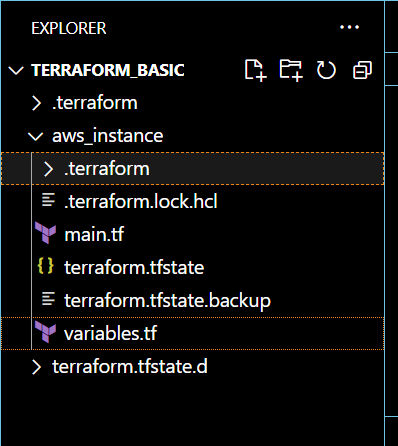 EXPLORER
TERRAFORM_BASIC
.terraform
aws_instance
.terraform
.terraform.lock.hcl
main.tf
terraform.tfstate
terraform.tfstate.backup
variables.tf
terraform.tfstate.d